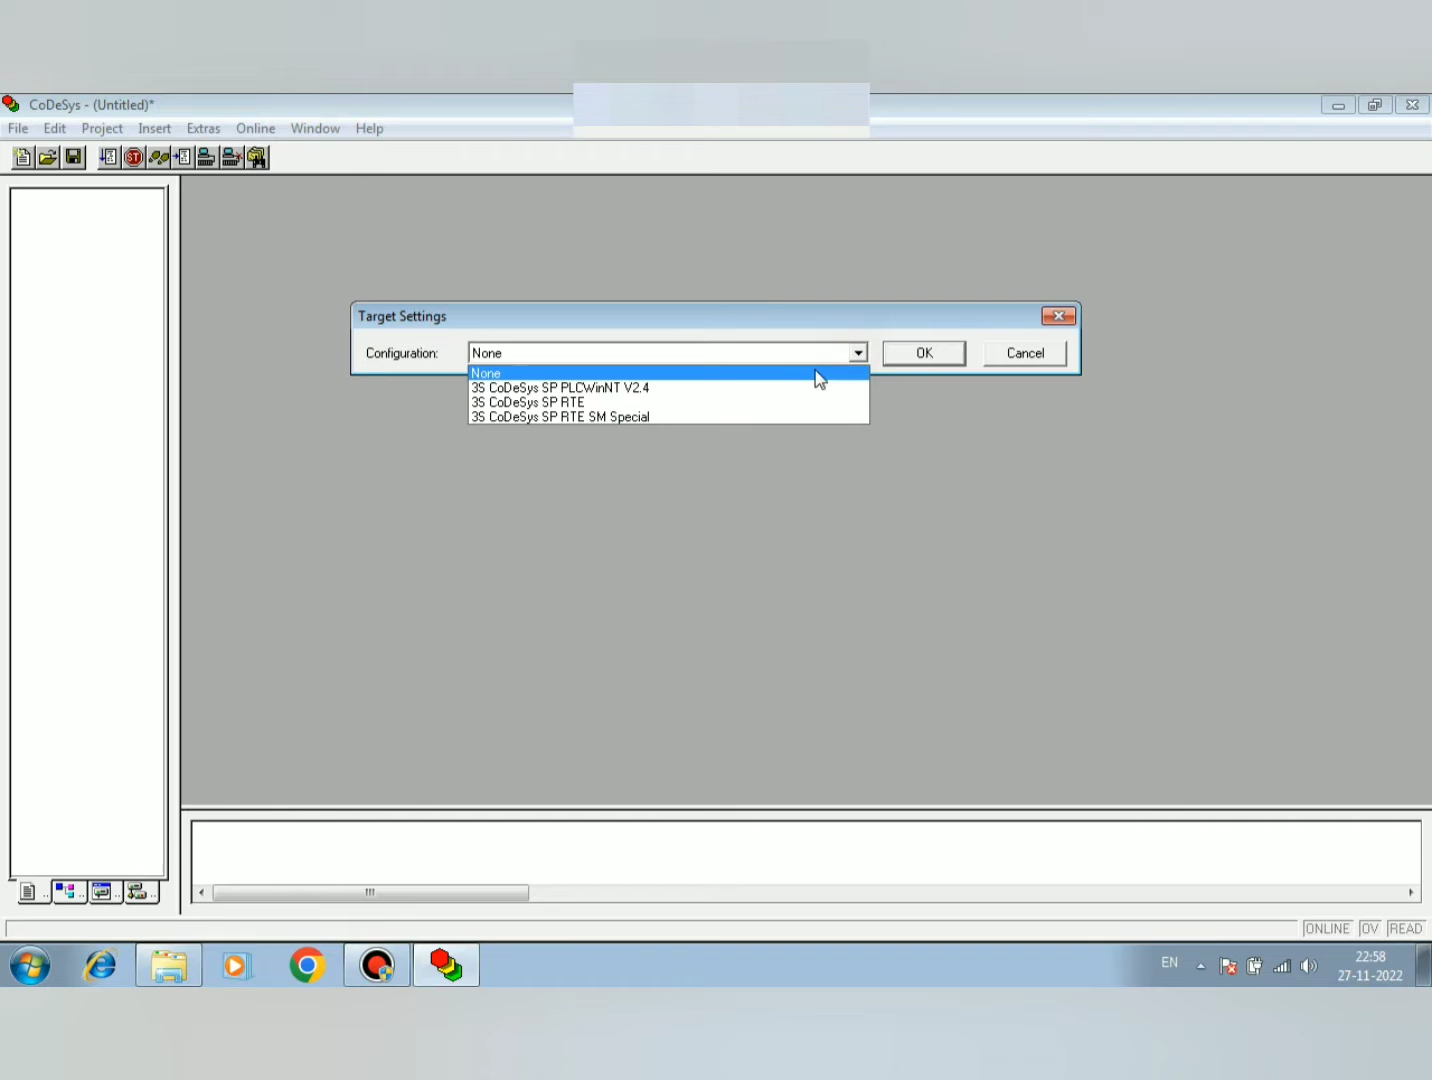 CoDeSys - (Untitled)*
File Edit Project Insert Extras Online Window Help
ST
Target Settings
Configuration: None OK Cancel
None
3S CoDeSys SP PLCWinNT V2.4
3S CoDeSys SP RTE
3S CoDeSys SP RTE SM Special
ONLINE OV READ
EN 22:58
27-11-2022